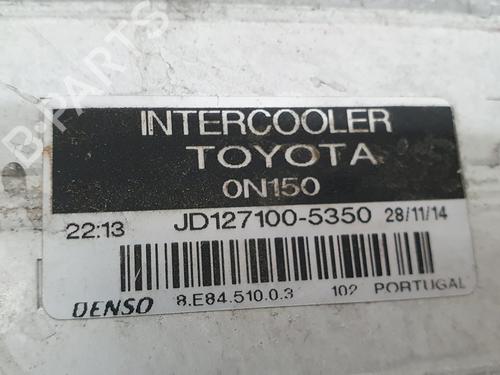 INTERCOOLER
TOYOTA
0N150
22:13 JD127100-5350 28/11/14
DENSO 8.E84.510.0.3 102 PORTUGAL
B-PARTS